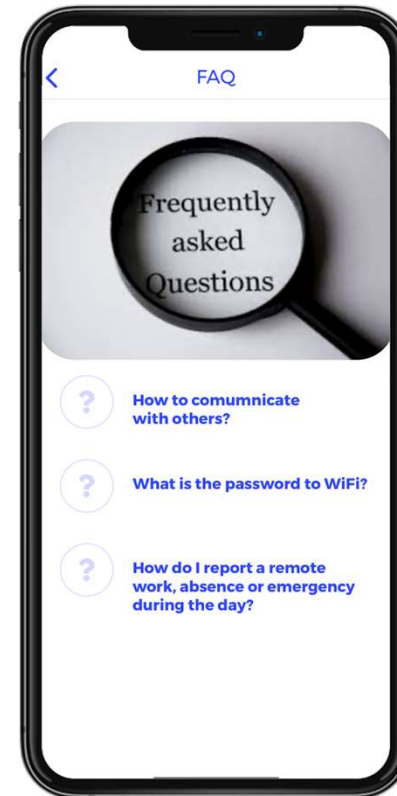 FAQ
Frequently
asked
Questions
?
How to comumnicate
with others?
?
What is the password to WiFi?
?
How do I report a remote
work, absence or emergency
during the day?